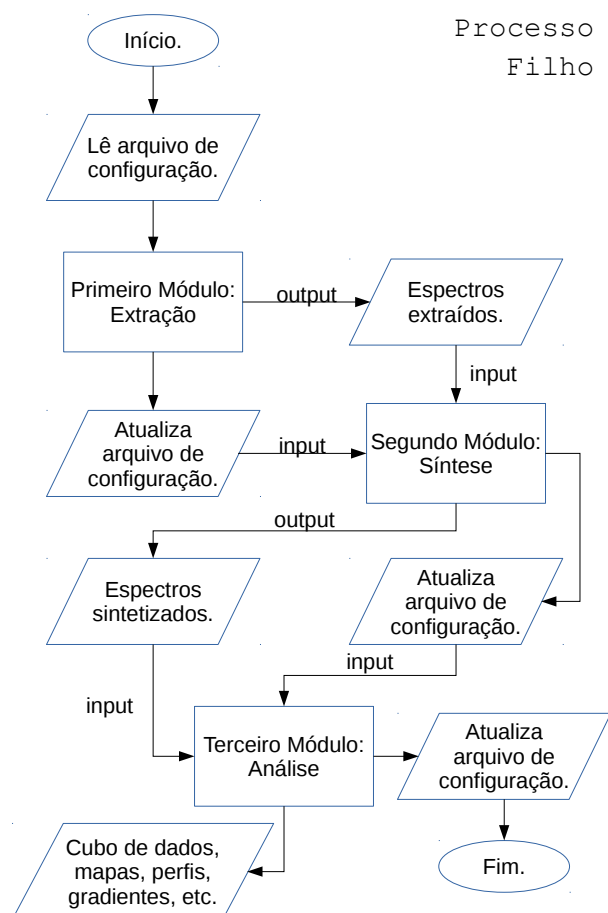 Início.
Processo
Filho
Lê arquivo de
configuração.
Primeiro Módulo:
Extração
output
Espectros
extraídos.
input
Atualiza
arquivo de
configuração.
input
Segundo Módulo:
Síntese
output
Espectros
sintetizados.
Atualiza
arquivo de
configuração.
input
input
Terceiro Módulo:
Análise
Atualiza
arquivo de
configuração.
Cubo de dados,
mapas, perfis,
gradientes, etc.
Fim.